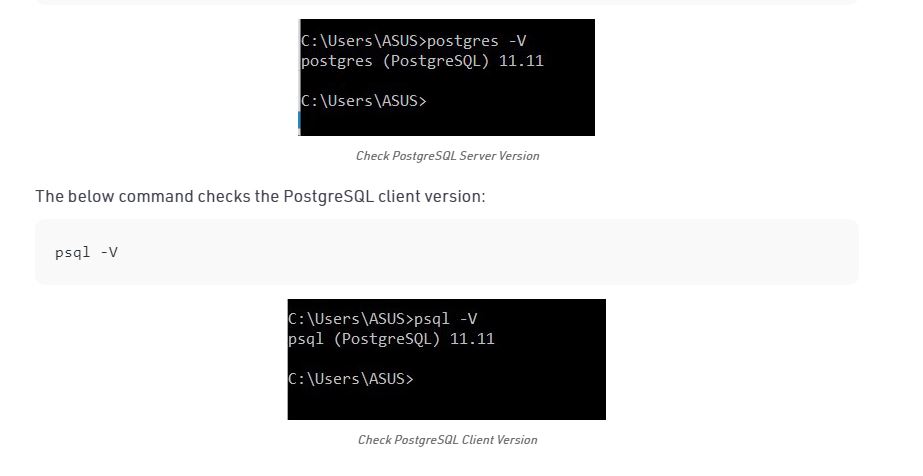 C:\Users\ASUS>postgres -V
postgres (PostgreSQL) 11.11
C:\Users\ASUS>
Check PostgreSQL Server Version
The below command checks the PostgreSQL client version:
psql -V
C:\Users\ASUS>psql -V
psql (PostgreSQL) 11.11
C:\Users\ASUS>
Check PostgreSQL Client Version